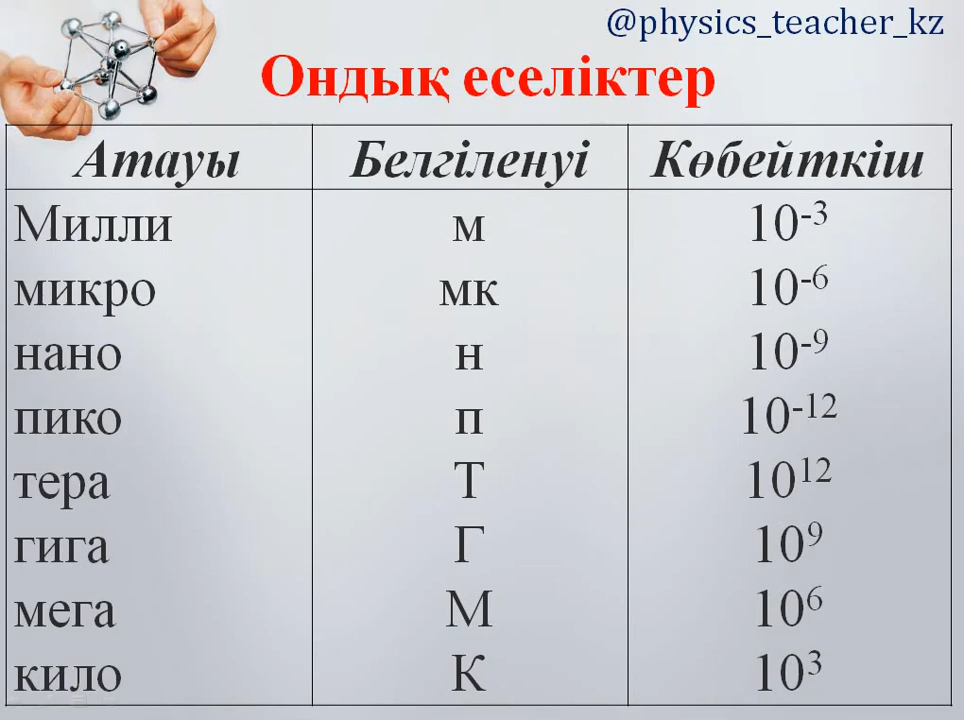 @physics_teacher_kz
Ондық еселіктер
Атауы Белгіленуі Көбейткіш
Милли м 10⁻³
микро мк 10⁻⁶
нано н 10⁻⁹
пико п 10⁻¹²
тера Т 10¹²
гига Г 10⁹
мега М 10⁶
кило К 10³